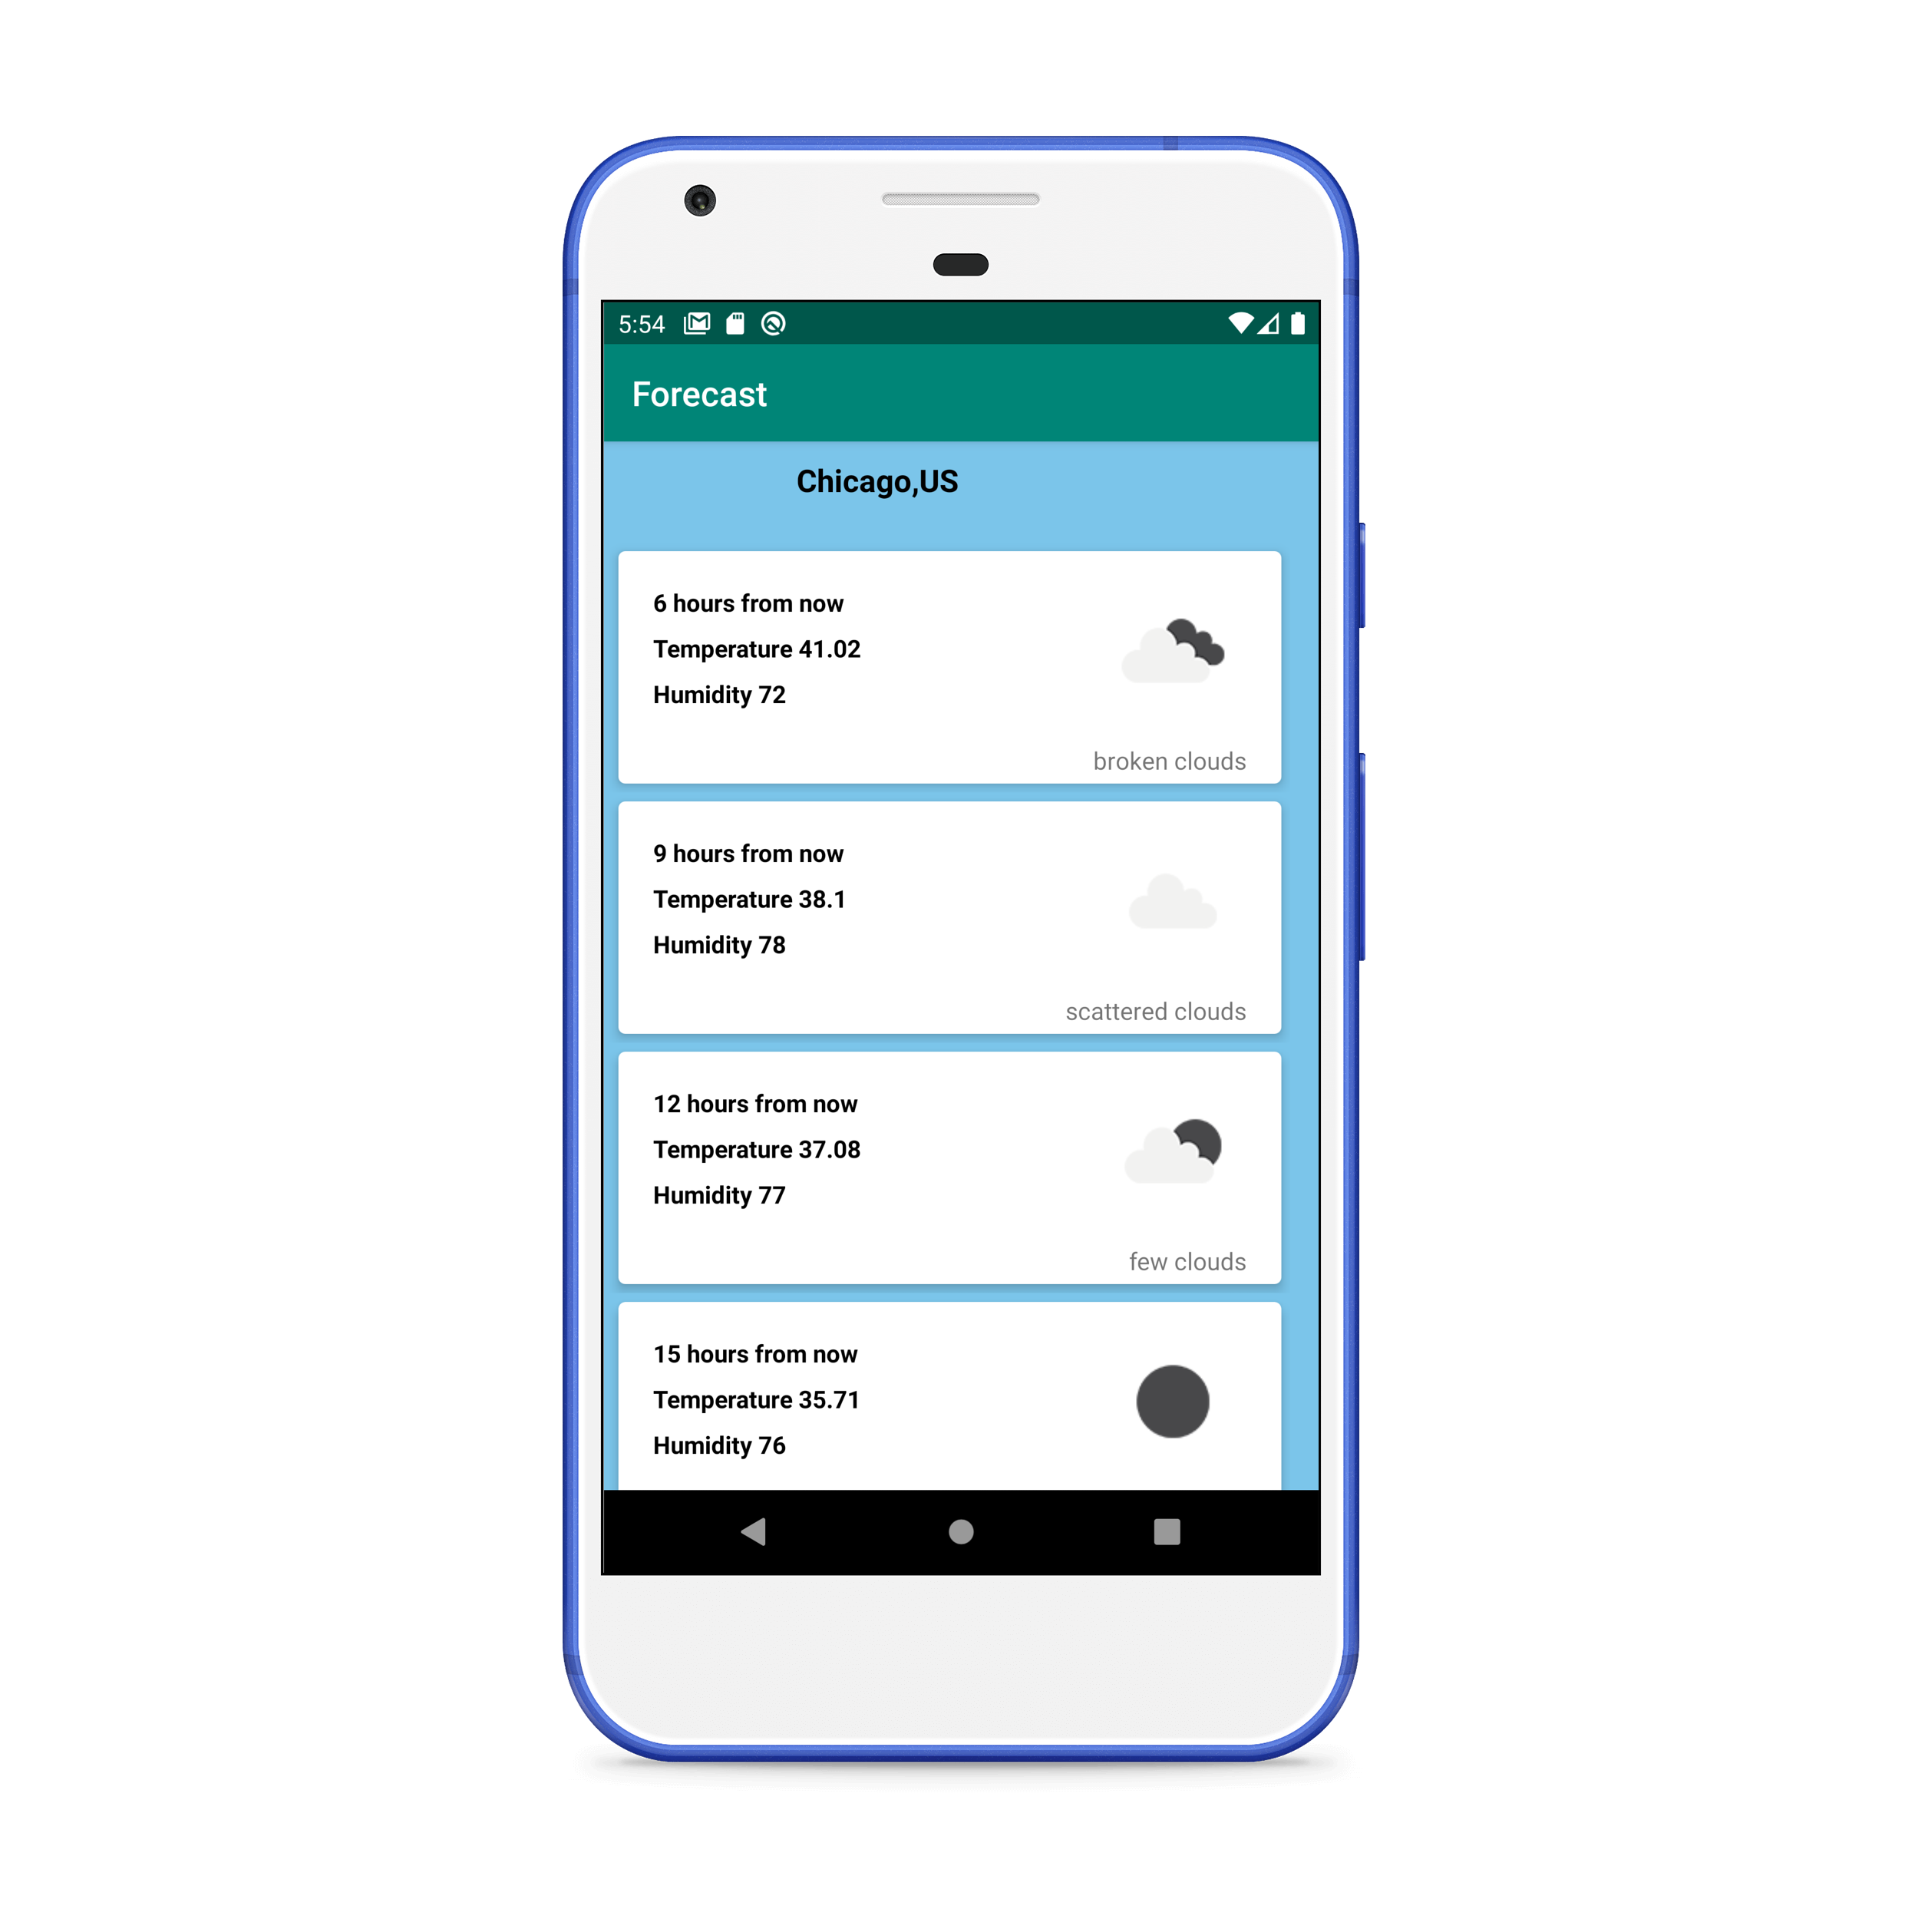 5:54
Forecast
Chicago,US
6 hours from now
Temperature 41.02
Humidity 72
broken clouds
9 hours from now
Temperature 38.1
Humidity 78
scattered clouds
12 hours from now
Temperature 37.08
Humidity 77
few clouds
15 hours from now
Temperature 35.71
Humidity 76